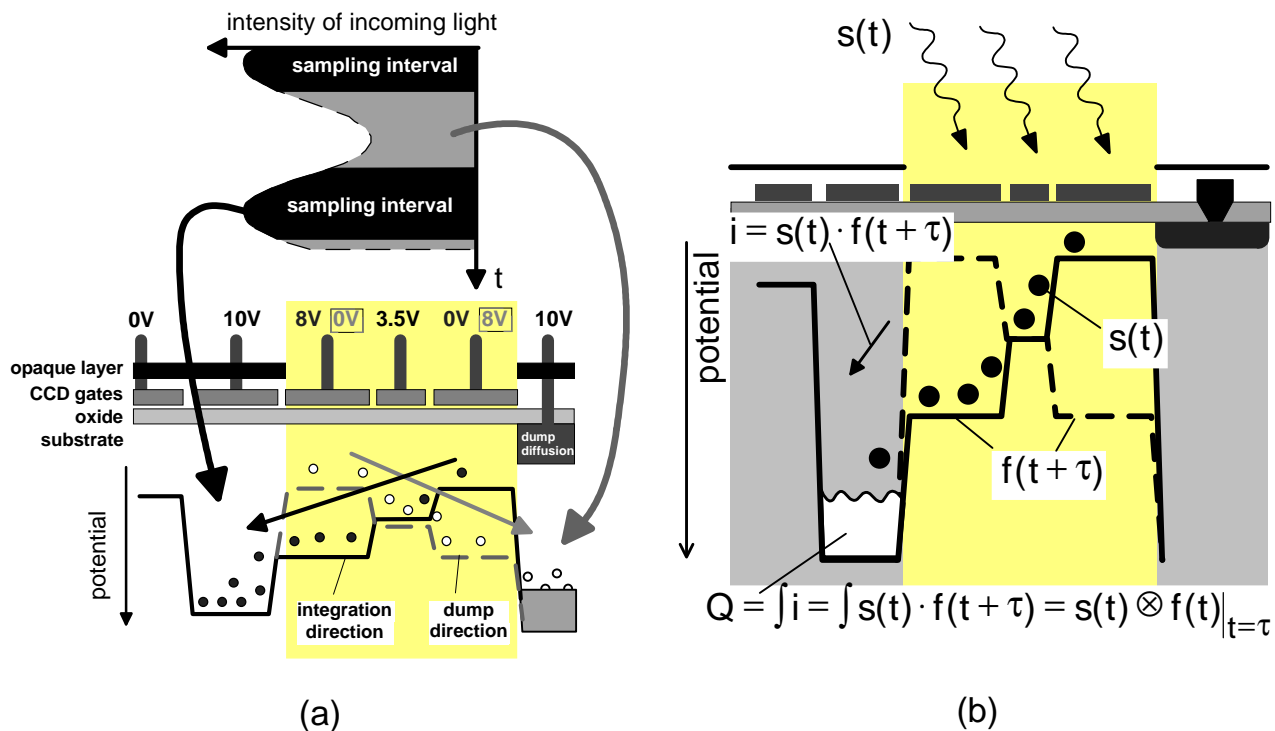 intensity of incoming light
sampling interval
sampling interval
t
0V 10V 8V 0V 3.5V 0V 8V 10V
opaque layer
CCD gates
oxide
substrate
dump
diffusion
potential
integration
direction
dump
direction
(a)
s(t)
i = s(t) · f(t + τ)
potential
s(t)
f(t + τ)
Q = ∫ i = ∫ s(t) · f(t + τ) = s(t) ⊗ f(t)|t=τ
(b)